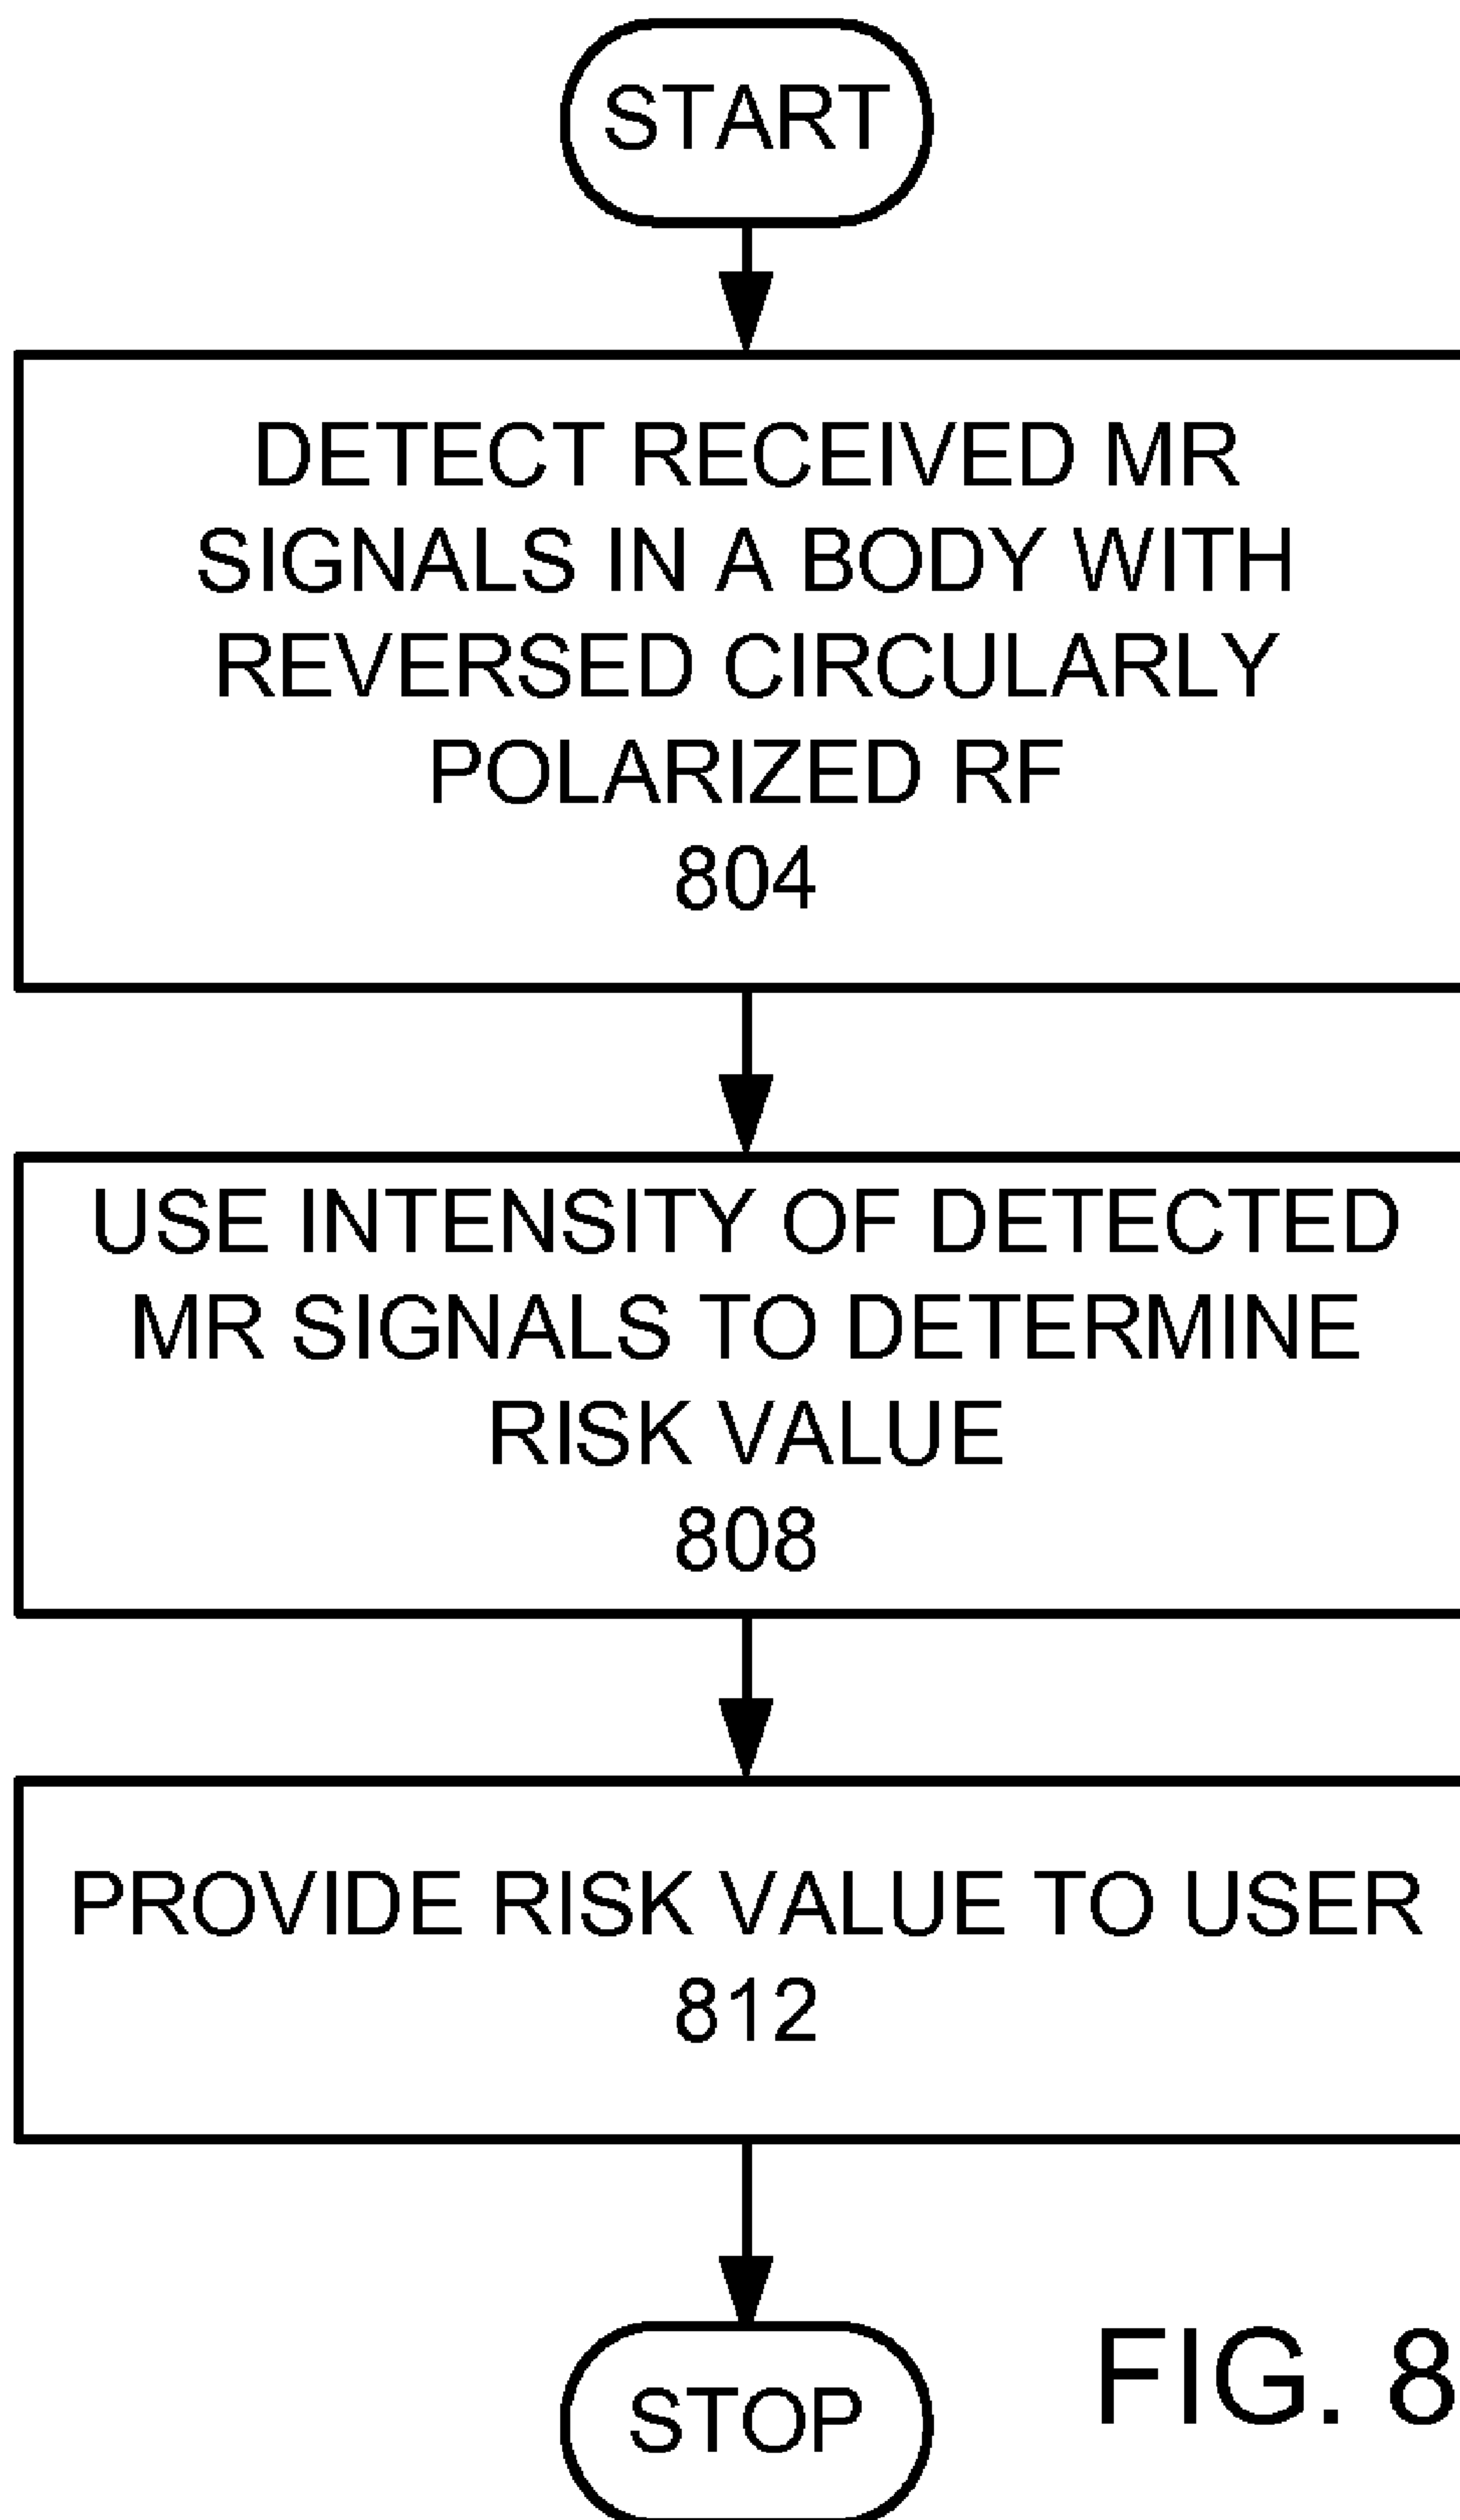 START
DETECT RECEIVED MR
SIGNALS IN A BODY WITH
REVERSED CIRCULARLY
POLARIZED RF
804
USE INTENSITY OF DETECTED
MR SIGNALS TO DETERMINE
RISK VALUE
808
PROVIDE RISK VALUE TO USER
812
STOP
FIG. 8